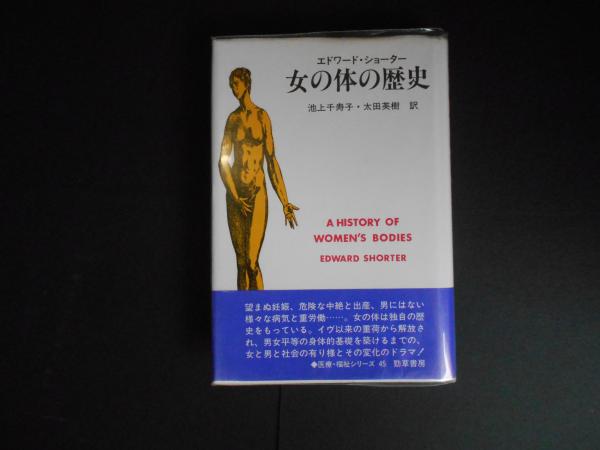 エドワード・ショーター
女の体の歴史
池上千寿子・太田英樹 訳
A HISTORY OF
WOMEN'S BODIES
EDWARD SHORTER
望まぬ妊娠、危険な中絶と出産、男にはない
様々な病気と重労働……。女の体は独自の歴
史をもっている。イヴ以来の重荷から解放さ
れ、男女平等の身体的基礎を築けるまでの、
女と男と社会の有り様とその変化のドラマ!
◆医療・福祉シリーズ 45 勁草書房